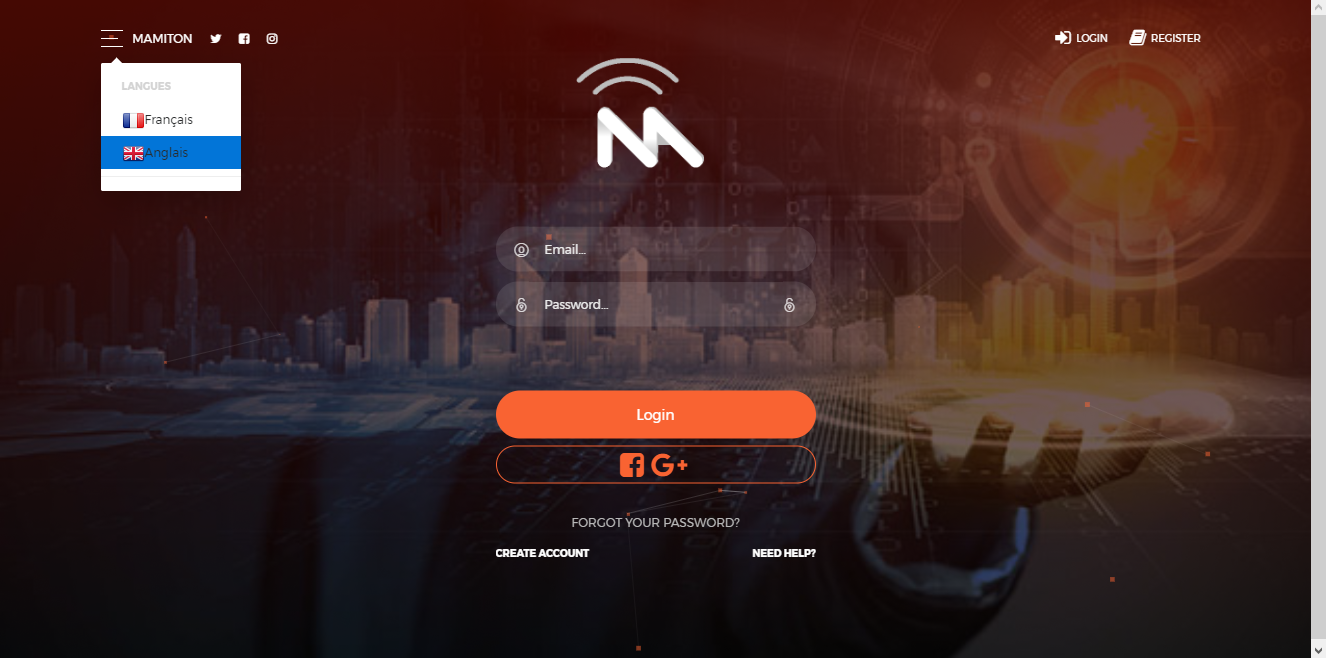 MAMITON
LOGIN
REGISTER
LANGUES
Français
Anglais
Email...
Password...
Login
G+
FORGOT YOUR PASSWORD?
CREATE ACCOUNT
NEED HELP?